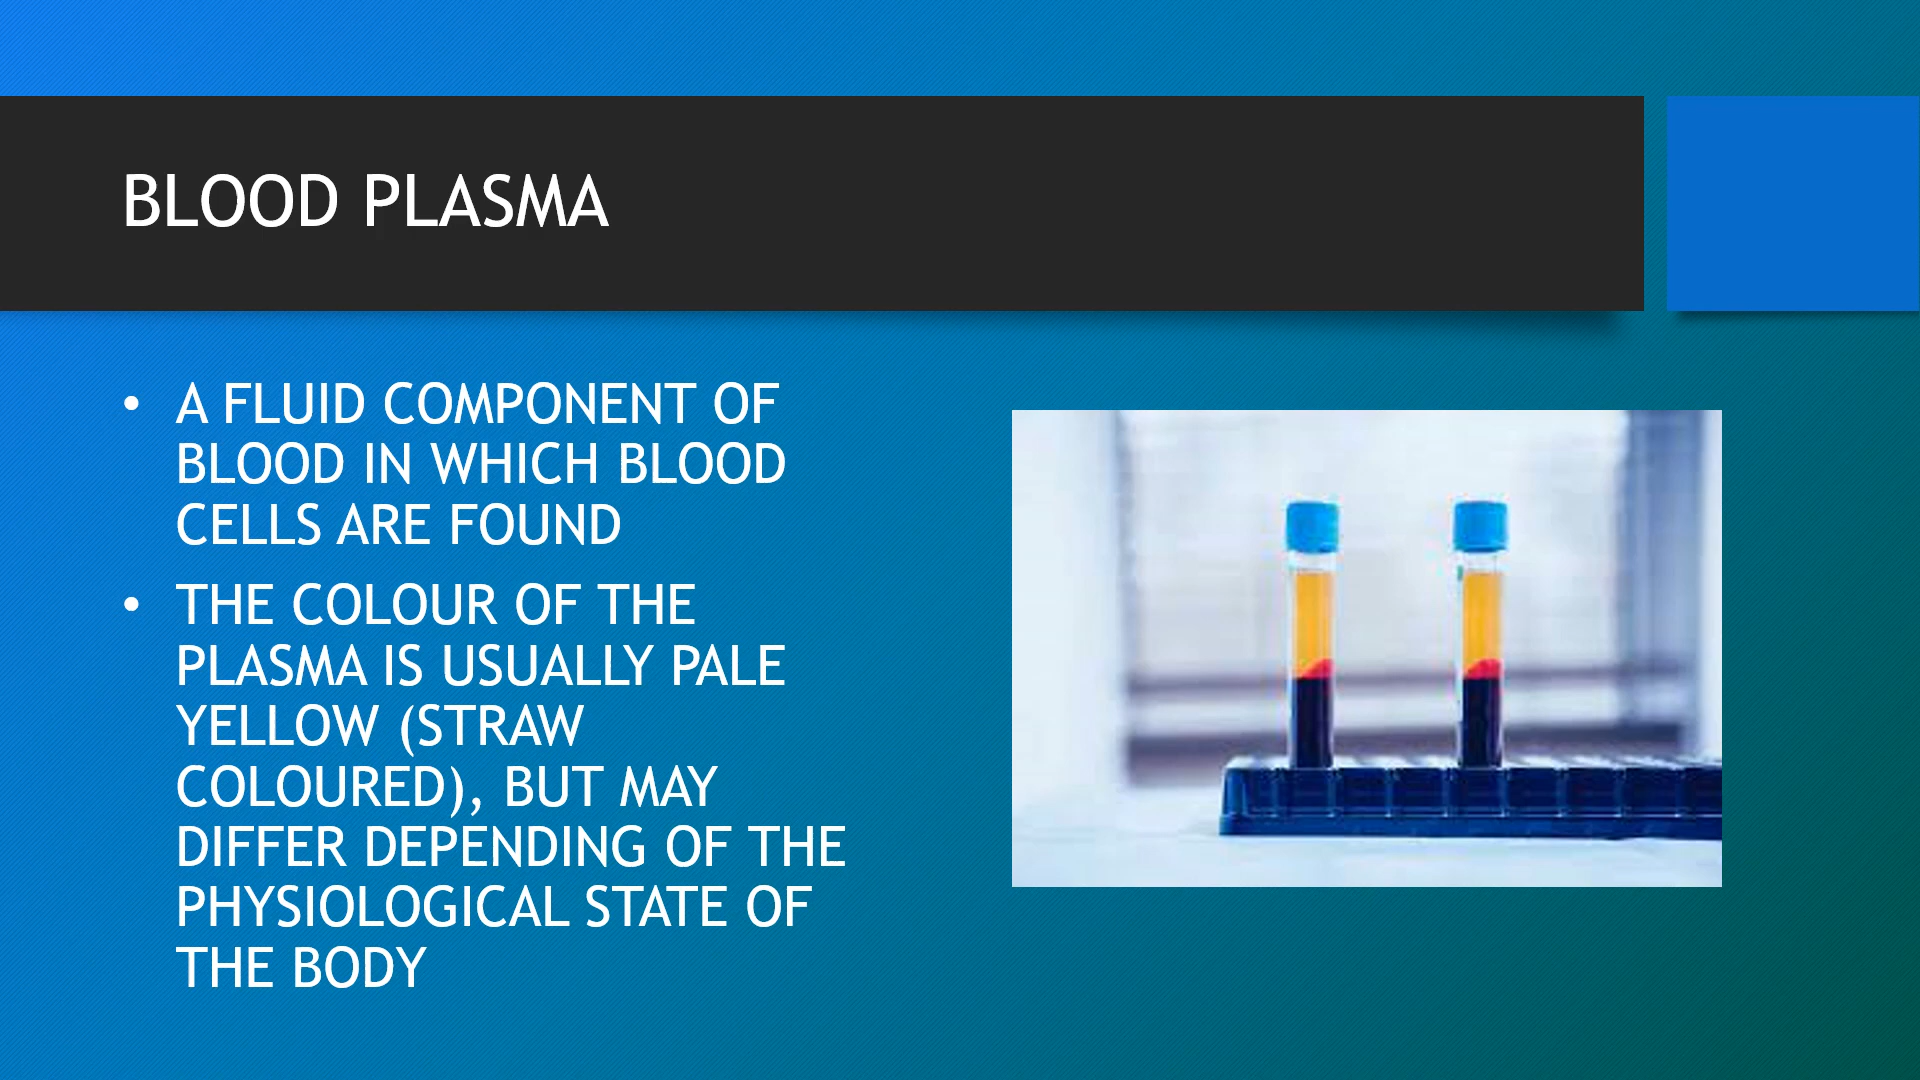 BLOOD PLASMA
• A FLUID COMPONENT OF
BLOOD IN WHICH BLOOD
CELLS ARE FOUND
• THE COLOUR OF THE
PLASMA IS USUALLY PALE
YELLOW (STRAW
COLOURED), BUT MAY
DIFFER DEPENDING OF THE
PHYSIOLOGICAL STATE OF
THE BODY